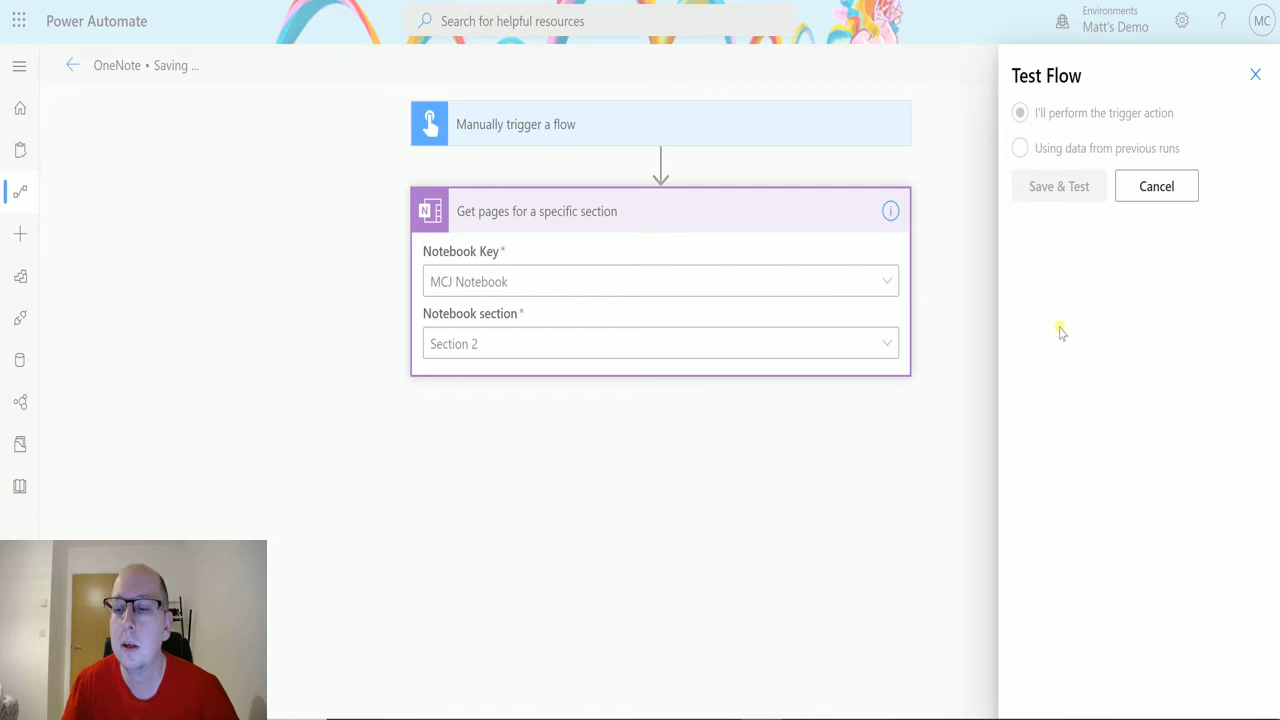 Power Automate
Search for helpful resources
Environments
Matt's Demo
MC
OneNote • Saving ...
Manually trigger a flow
Get pages for a specific section
Notebook Key*
MCJ Notebook
Notebook section*
Section 2
Test Flow
I'll perform the trigger action
Using data from previous runs
Save & Test
Cancel